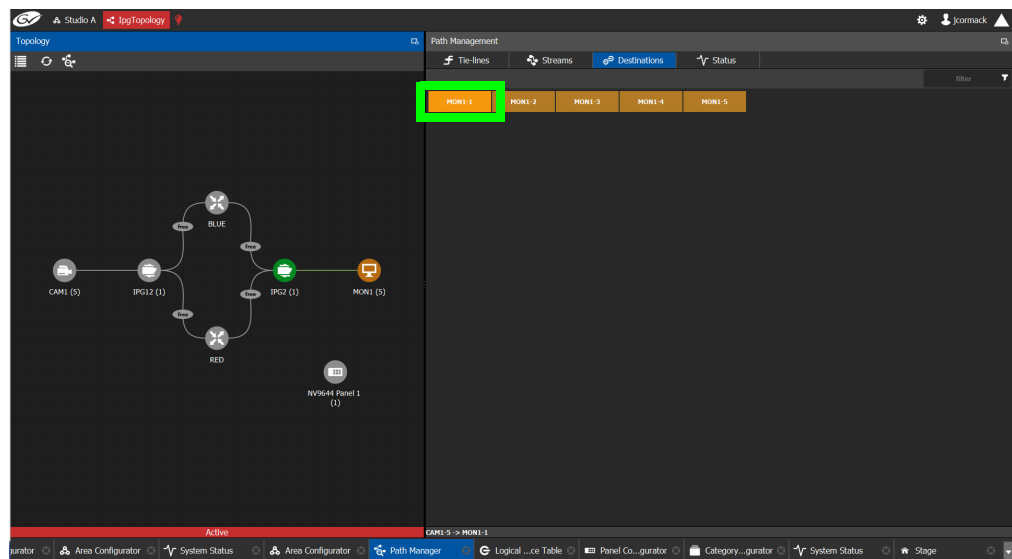 Studio A IpgTopology jcormack
Topology
Path Management
Tie-lines Streams Destinations Status
filter
MON1-1 MON1-2 MON1-3 MON1-4 MON1-5
BLUE
free
free
CAM1 (5) IPG12 (1) free IPG2 (1) MON1 (5)
free
RED
NV9644 Panel 1
(1)
Active
CAM1-5 -> MON1-1
gurator Area Configurator System Status Area Configurator Path Manager Logical ...ce Table Panel Co...gurator Category...gurator System Status Stage